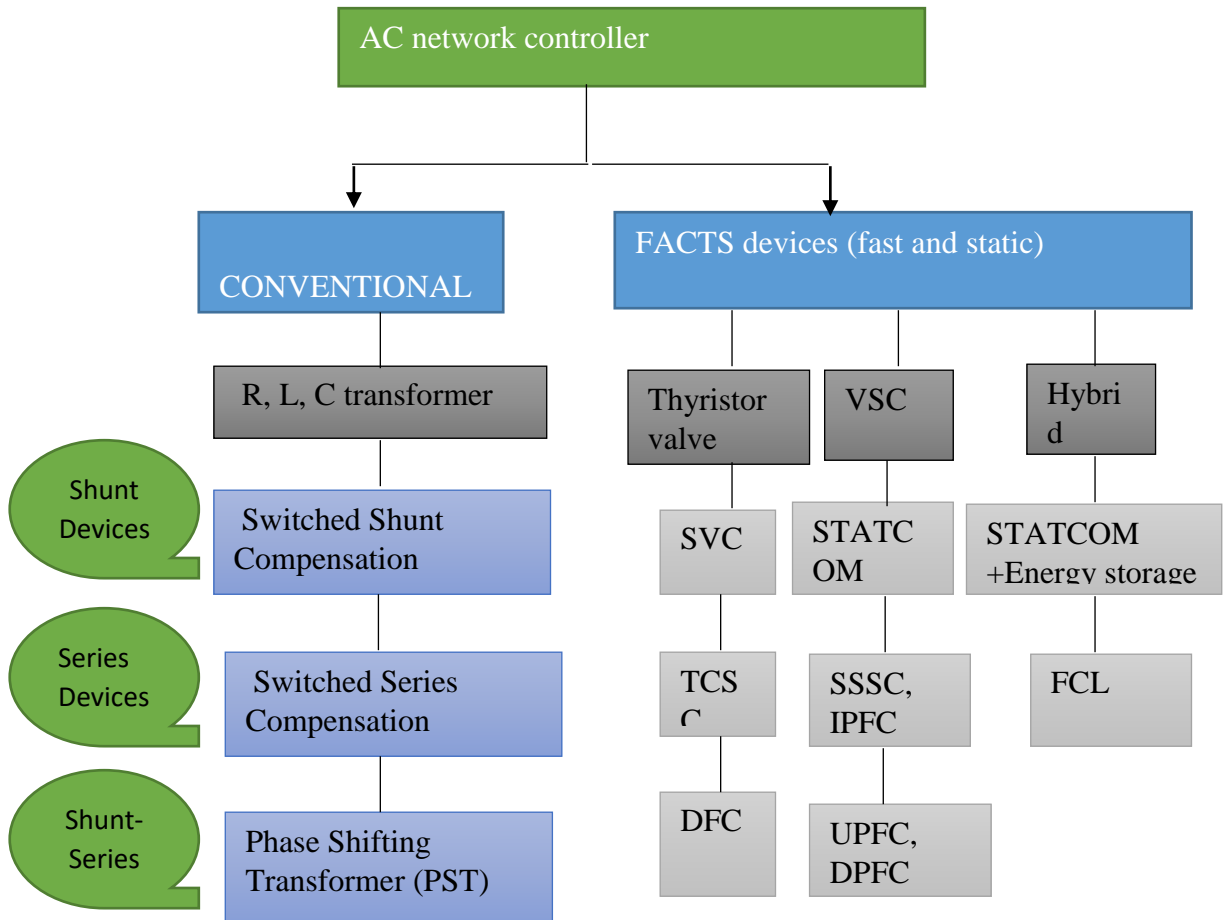 AC network controller
CONVENTIONAL
FACTS devices (fast and static)
R, L, C transformer
Thyristor
valve
VSC
Hybri
d
Shunt
Devices
Switched Shunt
Compensation
SVC
STATC
OM
STATCOM
+Energy storage
Series
Devices
Switched Series
Compensation
TCS
C
SSSC,
IPFC
FCL
Shunt-
Series
Phase Shifting
Transformer (PST)
DFC
UPFC,
DPFC